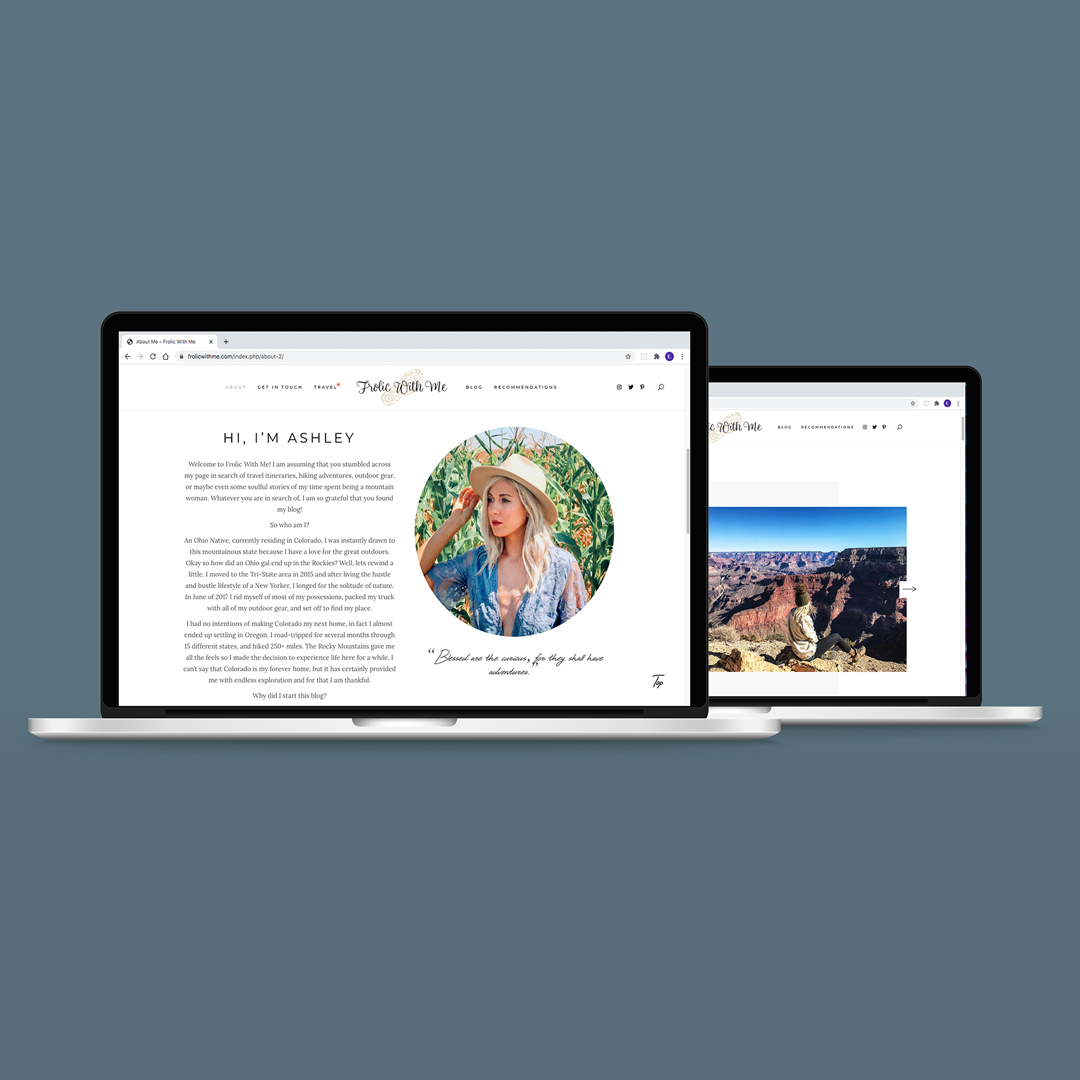 About Me – Frolic With Me
frolicwithme.com/index.php/about-2/
E
ABOUT
GET IN TOUCH
TRAVEL
Frolic With Me
BLOG
RECOMMENDATIONS
HI, I'M ASHLEY
Welcome to Frolic With Me! I am assuming that you stumbled across
my page in search of travel itineraries, hiking adventures, outdoor gear,
or maybe even some soulful stories of my time spent being a mountain
woman. Whatever you are in search of, I am so grateful that you found
my blog!
So who am I?
An Ohio Native, currently residing in Colorado, I was instantly drawn to
this mountainous state because I have a love for the great outdoors.
Okay so how did an Ohio gal end up in the Rockies? Well, lets rewind a
little. I moved to the Tri-State area in 2015 and after living the hustle
and bustle lifestyle of a New Yorker, I longed for the solitude of nature.
In June of 2017 I rid myself of most of my possessions, packed my truck
with all of my outdoor gear, and set off to find my place.
I had no intentions of making Colorado my next home, in fact I almost
ended up settling in Oregon. I road-tripped for several months through
15 different states, and hiked 250+ miles. The Rocky Mountains gave me
all the feels so I made the decision to experience life here for a while. I
can't say that Colorado is my forever home, but it has certainly provided
me with endless exploration and for that I am thankful.
Why did I start this blog?
“Blessed are the curious, for they shall have
adventures.”
Top
E
ic With Me
BLOG
RECOMMENDATIONS